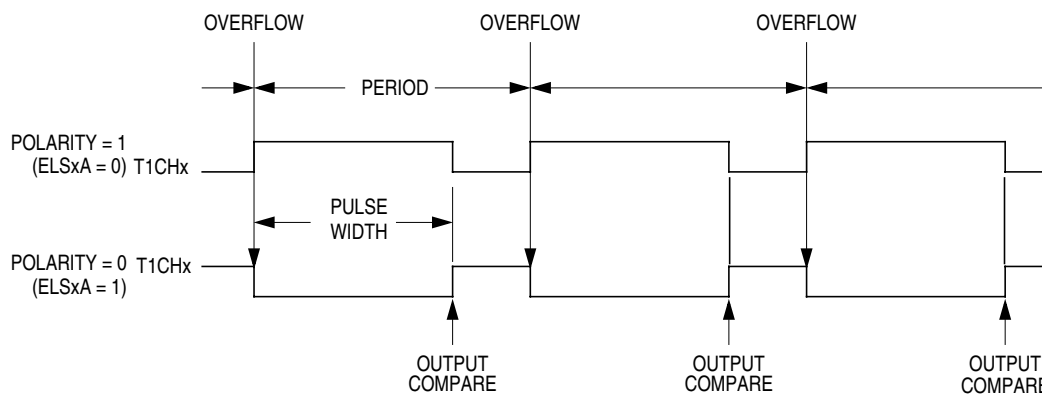 OVERFLOW OVERFLOW OVERFLOW
PERIOD
POLARITY = 1
(ELSxA = 0) T1CHx
PULSE
WIDTH
POLARITY = 0 T1CHx
(ELSxA = 1)
OUTPUT
COMPARE
OUTPUT
COMPARE
OUTPUT
COMPARE